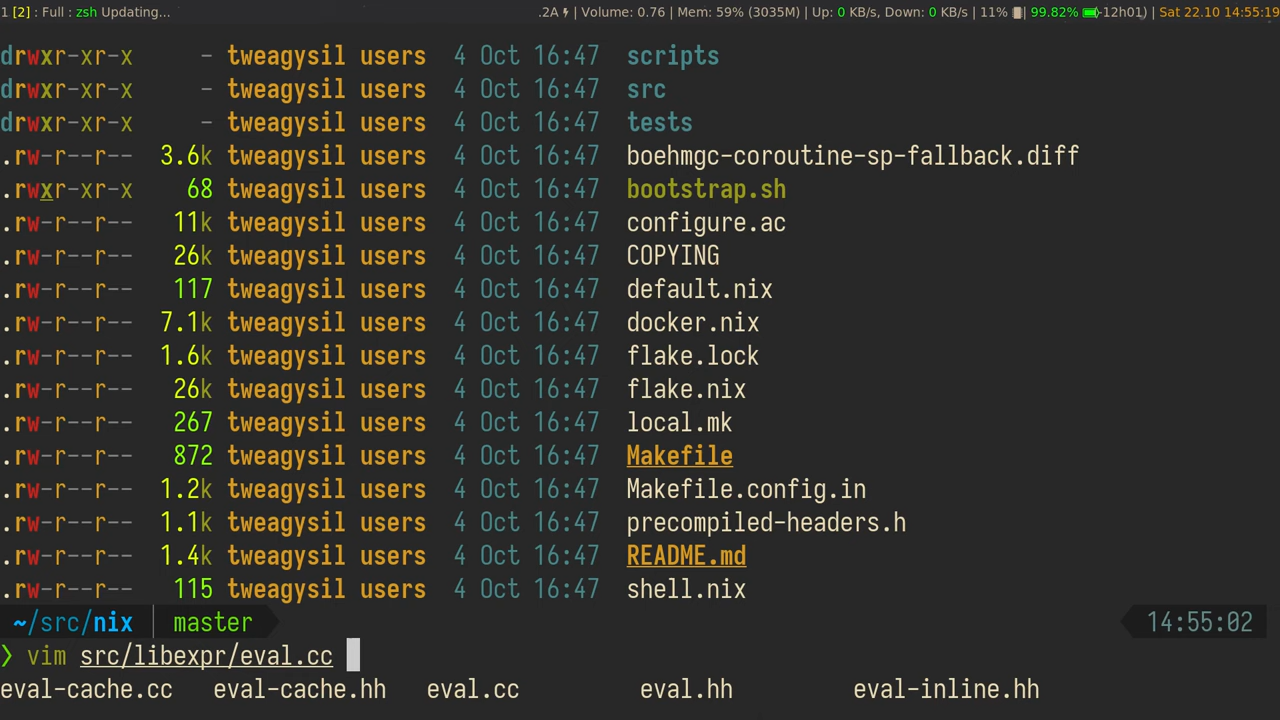 1 [2] : Full : zsh Updating... .2A | Volume: 0.76 | Mem: 59% (3035M) | Up: 0 KB/s, Down: 0 KB/s | 11% | 99.82% -12h01 | Sat 22.10 14:55:19
drwxr-xr-x - tweagysil users 4 Oct 16:47 scripts
drwxr-xr-x - tweagysil users 4 Oct 16:47 src
drwxr-xr-x - tweagysil users 4 Oct 16:47 tests
.rw-r--r-- 3.6k tweagysil users 4 Oct 16:47 boehmgc-coroutine-sp-fallback.diff
.rwxr-xr-x 68 tweagysil users 4 Oct 16:47 bootstrap.sh
.rw-r--r-- 11k tweagysil users 4 Oct 16:47 configure.ac
.rw-r--r-- 26k tweagysil users 4 Oct 16:47 COPYING
.rw-r--r-- 117 tweagysil users 4 Oct 16:47 default.nix
.rw-r--r-- 7.1k tweagysil users 4 Oct 16:47 docker.nix
.rw-r--r-- 1.6k tweagysil users 4 Oct 16:47 flake.lock
.rw-r--r-- 26k tweagysil users 4 Oct 16:47 flake.nix
.rw-r--r-- 267 tweagysil users 4 Oct 16:47 local.mk
.rw-r--r-- 872 tweagysil users 4 Oct 16:47 Makefile
.rw-r--r-- 1.2k tweagysil users 4 Oct 16:47 Makefile.config.in
.rw-r--r-- 1.1k tweagysil users 4 Oct 16:47 precompiled-headers.h
.rw-r--r-- 1.4k tweagysil users 4 Oct 16:47 README.md
.rw-r--r-- 115 tweagysil users 4 Oct 16:47 shell.nix
~/src/nix master 14:55:02
❯ vim src/libexpr/eval.cc
eval-cache.cc eval-cache.hh eval.cc eval.hh eval-inline.hh